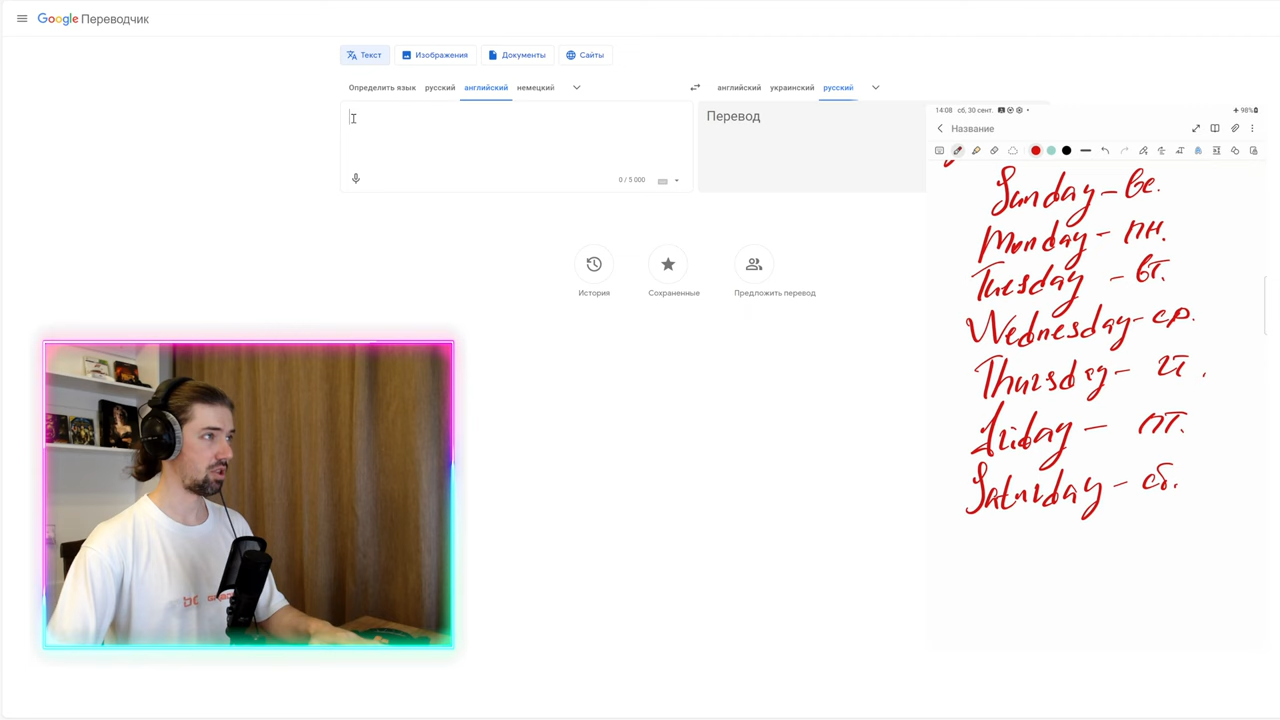 Google Переводчик
Текст Изображения Документы Сайты
Определить язык русский английский немецкий
английский украинский русский
Перевод
0 / 5 000
История Сохраненные Предложить перевод
14:08 сб, 30 сент. 98%
Название
Sunday – вс.
Monday – пн.
Tuesday – вт.
Wednesday – ср.
Thursday – чт.
Friday – пт.
Saturday – сб.